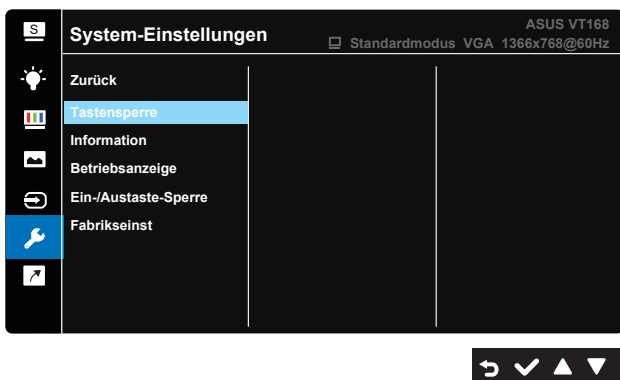 S
System-Einstellungen
ASUS VT168
Standardmodus VGA 1366x768@60Hz
Zurück
Tastensperre
Information
Betriebsanzeige
Ein-/Austaste-Sperre
Fabrikseinst